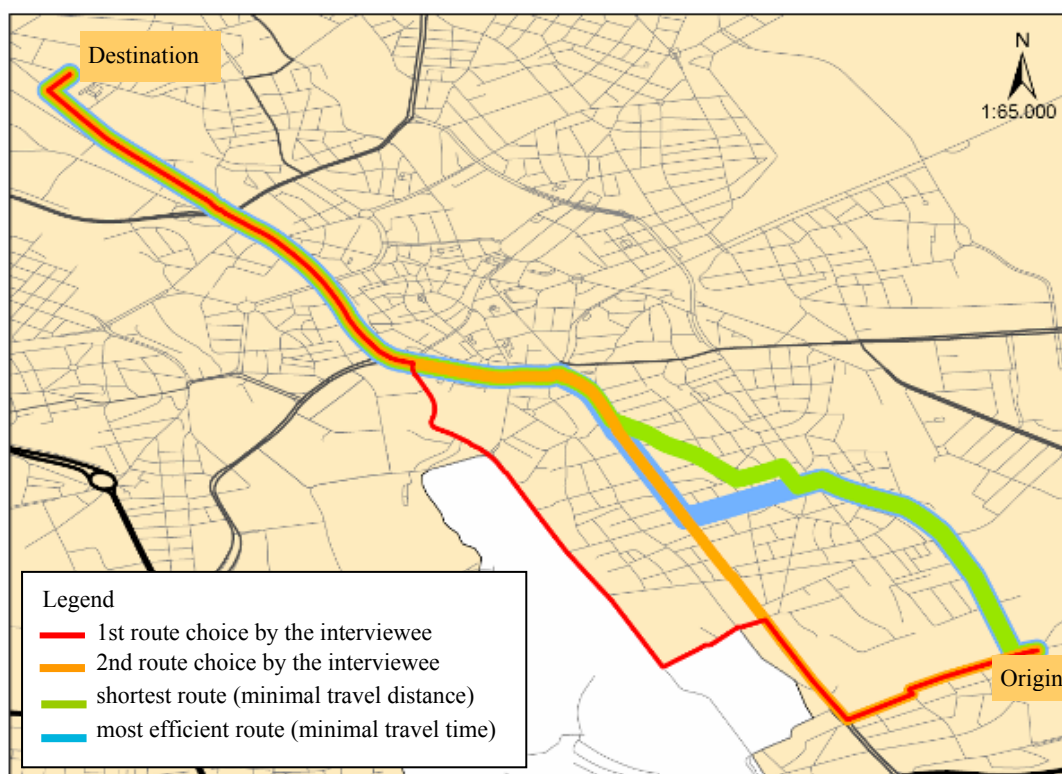 Destination
N
1:65.000
Origin
Legend
1st route choice by the interviewee
2nd route choice by the interviewee
shortest route (minimal travel distance)
most efficient route (minimal travel time)